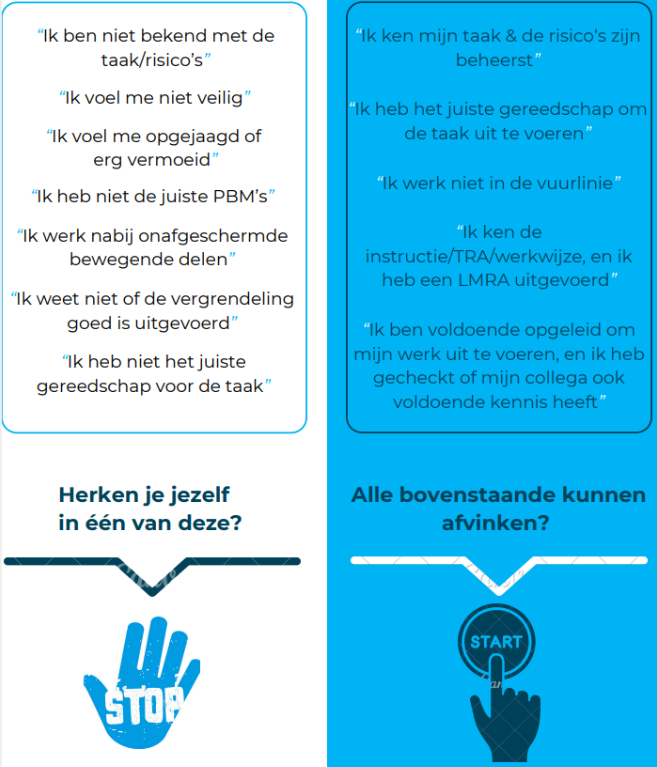 “Ik ben niet bekend met de
taak/risico’s”
“Ik voel me niet veilig”
“Ik voel me opgejaagd of
erg vermoeid”
“Ik heb niet de juiste PBM’s”
“Ik werk nabij onafgeschermde
bewegende delen”
“Ik weet niet of de vergrendeling
goed is uitgevoerd”
“Ik heb niet het juiste
gereedschap voor de taak”
Herken je jezelf
in één van deze?
STOP
“Ik ken mijn taak & de risico‘s zijn
beheerst”
“Ik heb het juiste gereedschap om
de taak uit te voeren”
“Ik werk niet in de vuurlinie”
“Ik ken de
instructie/TRA/werkwijze, en ik
heb een LMRA uitgevoerd”
“Ik ben voldoende opgeleid om
mijn werk uit te voeren, en ik heb
gecheckt of mijn collega ook
voldoende kennis heeft”
Alle bovenstaande kunnen
afvinken?
START